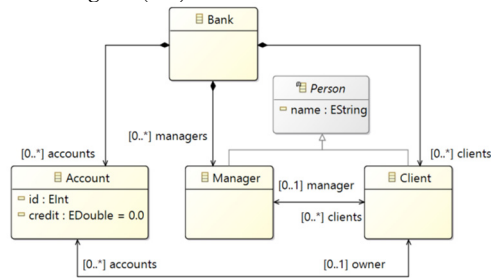 Bank
Person
name : EString
[0..*] managers
[0..*] accounts
[0..*] clients
Account
id : EInt
credit : EDouble = 0.0
Manager
[0..1] manager
[0..*] clients
Client
[0..*] accounts
[0..1] owner